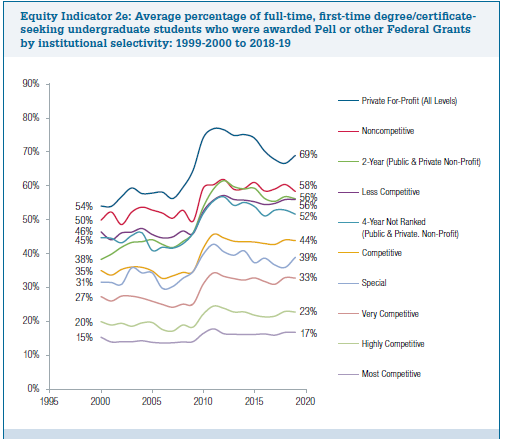 Equity Indicator 2e: Average percentage of full-time, first-time degree/certificate-
seeking undergraduate students who were awarded Pell or other Federal Grants
by institutional selectivity: 1999-2000 to 2018-19
90%
80%
70%
60%
50%
40%
30%
20%
10%
0%
1995
2000
2005
2010
2015
2020
54%
50%
46%
45%
38%
35%
31%
27%
20%
15%
69%
58%
56%
56%
52%
44%
39%
33%
23%
17%
Private For-Profit (All Levels)
Noncompetitive
2-Year (Public & Private Non-Profit)
Less Competitive
4-Year Not Ranked
(Public & Private. Non-Profit)
Competitive
Special
Very Competitive
Highly Competitive
Most Competitive